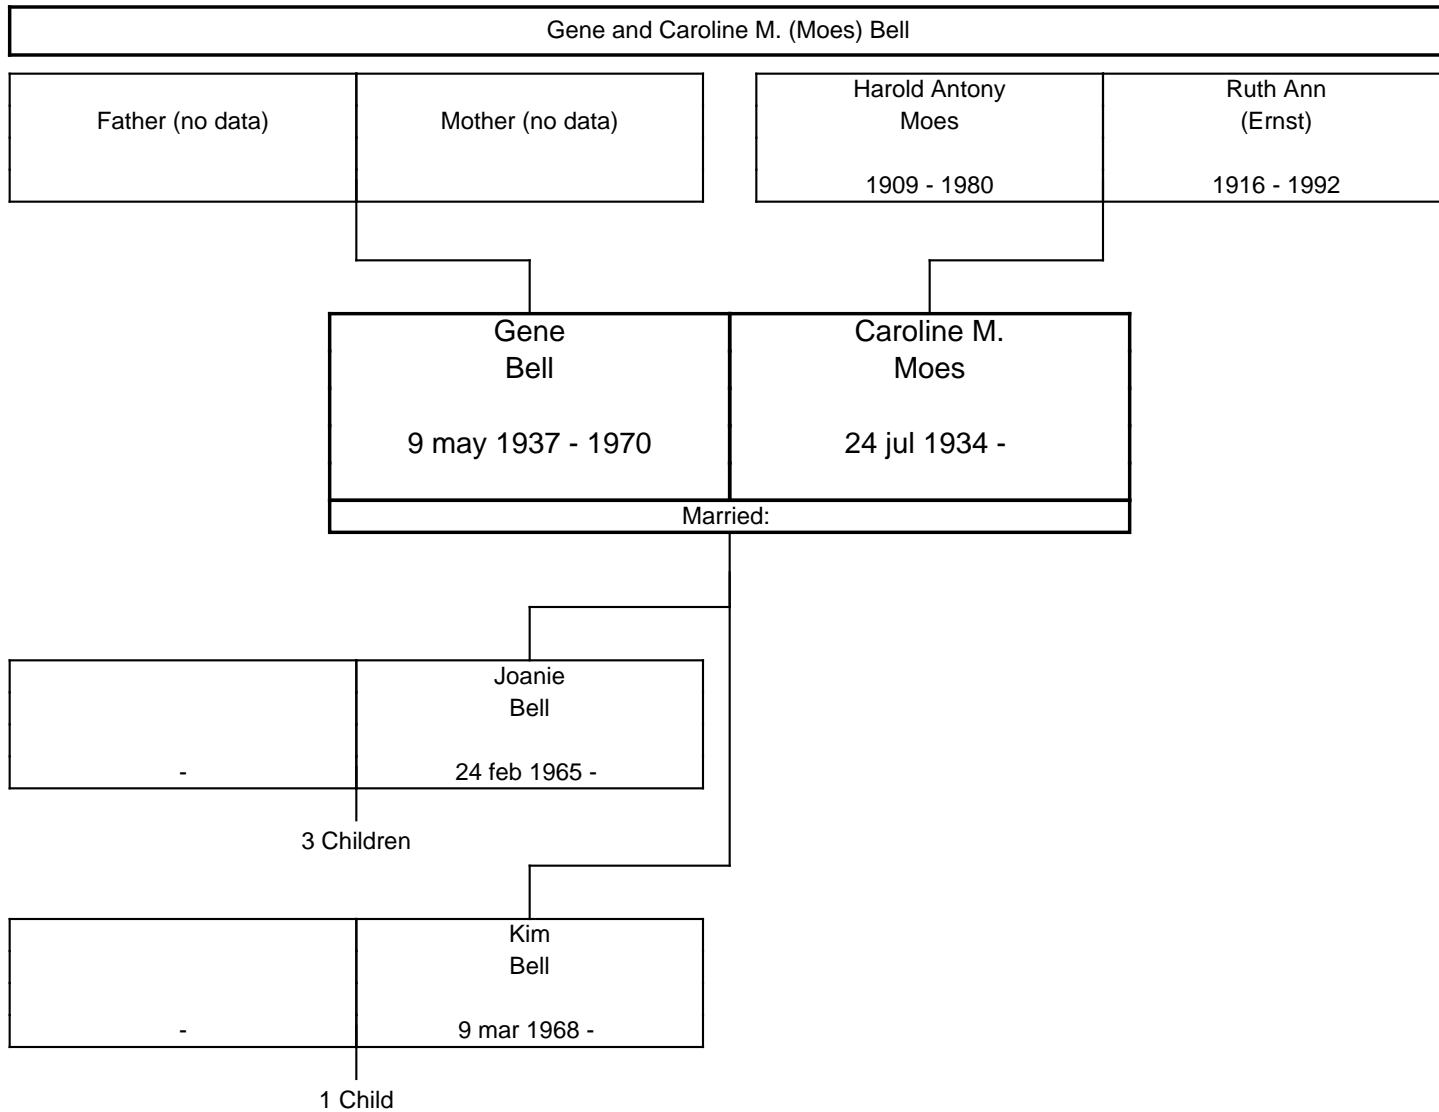 Gene and Caroline M. (Moes) Bell
Father (no data)
Mother (no data)
Harold Antony
Moes
1909 - 1980
Ruth Ann
(Ernst)
1916 - 1992
Gene
Bell
9 may 1937 - 1970
Caroline M.
Moes
24 jul 1934 -
Married:
-
Joanie
Bell
24 feb 1965 -
3 Children
-
Kim
Bell
9 mar 1968 -
1 Child